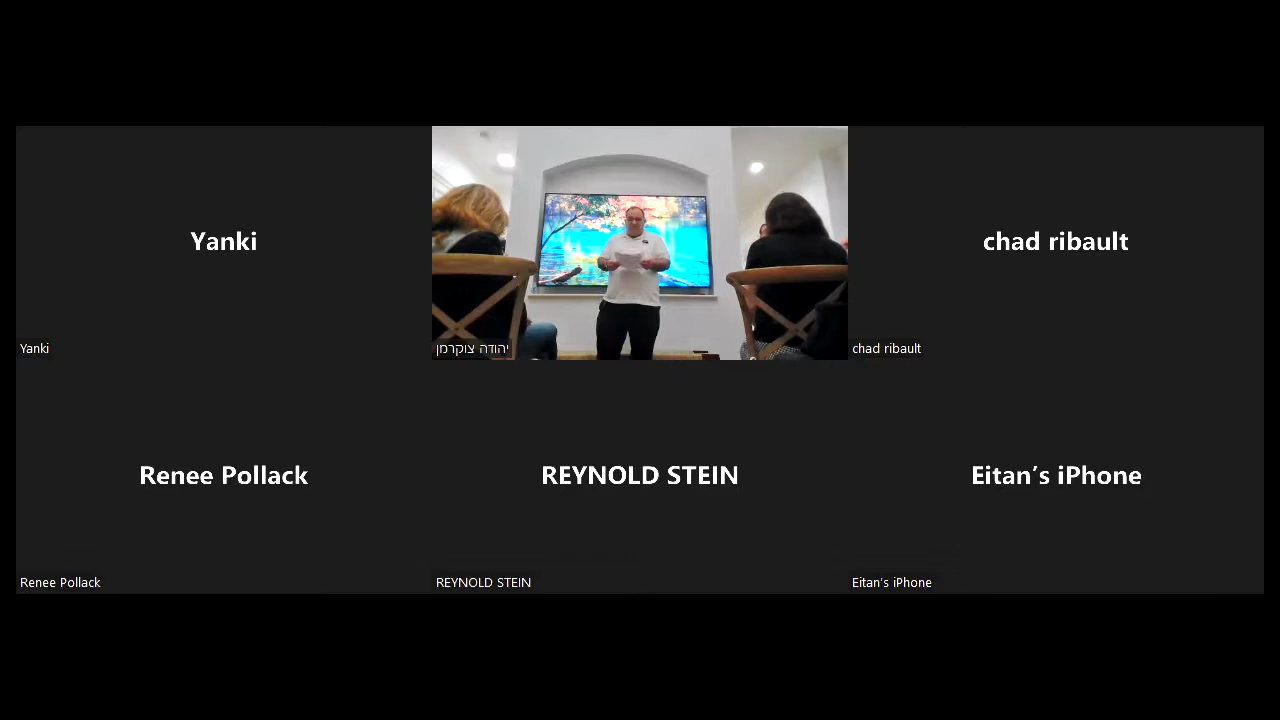 Yanki
chad ribault
Yanki
יהודה צוקרמן
chad ribault
Renee Pollack
REYNOLD STEIN
Eitan’s iPhone
Renee Pollack
REYNOLD STEIN
Eitan’s iPhone